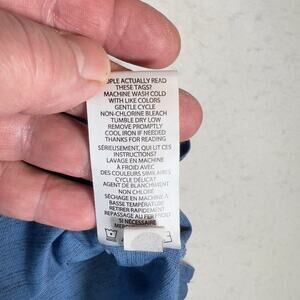 OPLE ACTUALLY READ
THESE TAGS?
MACHINE WASH COLD
WITH LIKE COLORS
GENTLE CYCLE
NON-CHLORINE BLEACH
TUMBLE DRY LOW
REMOVE PROMPTLY
COOL IRON IF NEEDED
THANKS FOR READING
SÉRIEUSEMENT, QUI LIT CES
INSTRUCTIONS?
LAVAGE EN MACHINE
À FROID AVEC
DES COULEURS SIMILAIRES
CYCLE DÉLICAT
AGENT DE BLANCHIMENT
NON CHLORÉ
SÉCHAGE EN MACHINE À
BASSE TEMPÉRATURE
RETIRER RAPIDEMENT
REPASSAGE AU FER FROID
SI NÉCESSAIRE